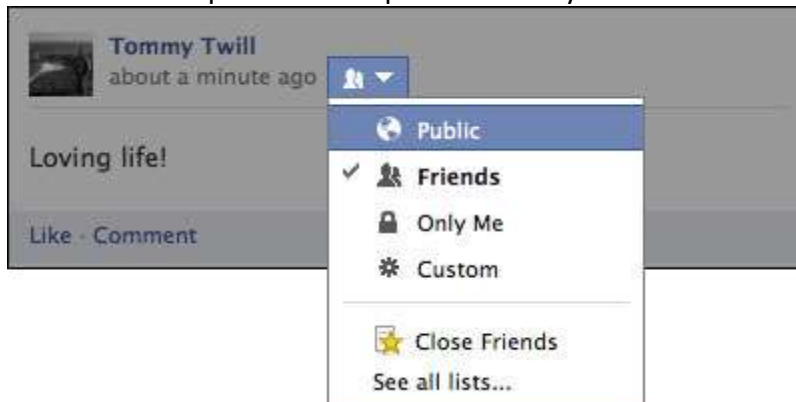 Tommy Twill
about a minute ago
Loving life!
Like · Comment
Public
Friends
Only Me
Custom
Close Friends
See all lists...